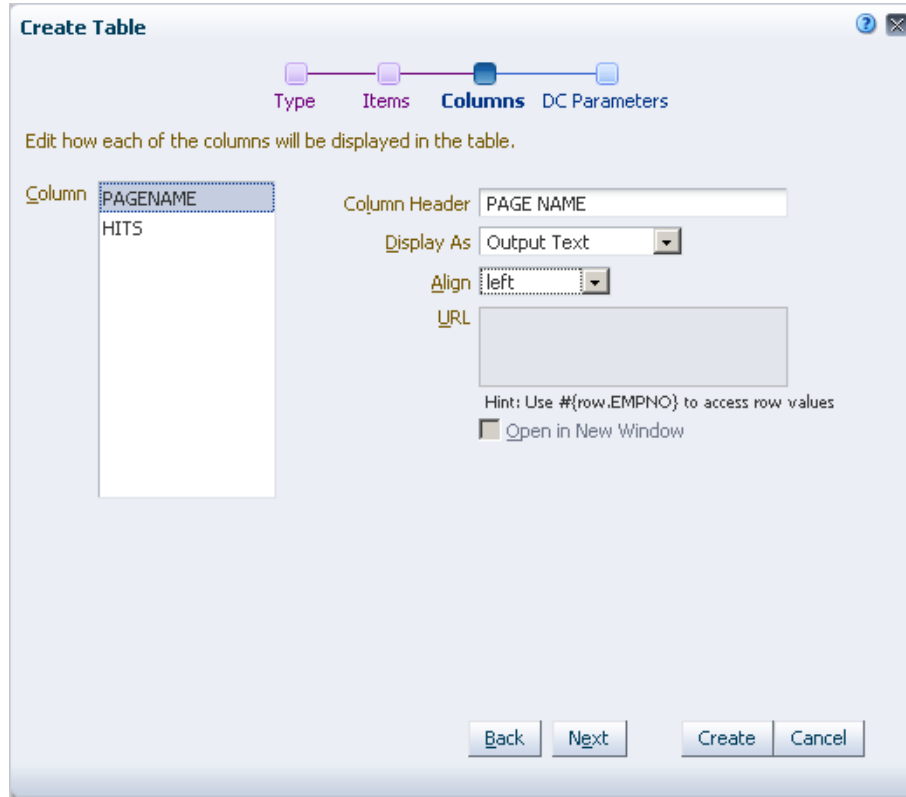 Create Table
Type Items Columns DC Parameters
Edit how each of the columns will be displayed in the table.
Column
PAGENAME
HITS
Column Header PAGE NAME
Display As Output Text
Align left
URL
Hint: Use #{row.EMPNO} to access row values
Open in New Window
Back Next Create Cancel